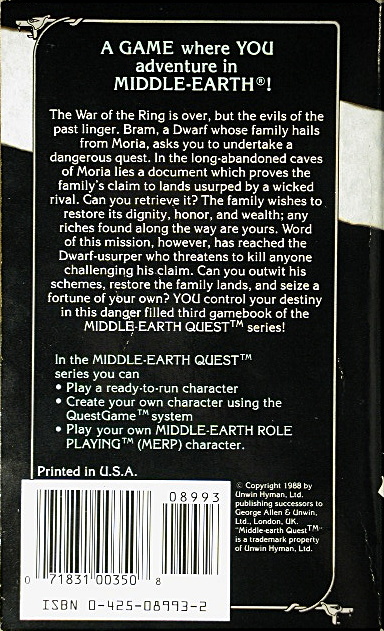 A GAME where YOU
adventure in
MIDDLE-EARTH®!
The War of the Ring is over, but the evils of the
past linger. Bram, a Dwarf whose family hails
from Moria, asks you to undertake a
dangerous quest. In the long-abandoned caves
of Moria lies a document which proves the
family's claim to lands usurped by a wicked
rival. Can you retrieve it? The family wishes to
restore its dignity, honor, and wealth; any
riches found along the way are yours. Word
of this mission, however, has reached the
Dwarf-usurper who threatens to kill anyone
challenging his claim. Can you outwit his
schemes, restore the family lands, and seize a
fortune of your own? YOU control your destiny
in this danger filled third gamebook of the
MIDDLE-EARTH QUEST™ series!
In the MIDDLE-EARTH QUEST™
series you can
• Play a ready-to-run character
• Create your own character using the
QuestGame™ system
• Play your own MIDDLE-EARTH ROLE
PLAYING™ (MERP) character.
Printed in U.S.A.
08993
0 71831 00350 8
ISBN 0-425-08993-2
© Copyright 1988 by
Unwin Hyman, Ltd.
publishing successors to
George Allen & Unwin,
Ltd., London, UK.
"Middle-earth Quest™"
is a trademark property
of Unwin Hyman, Ltd.